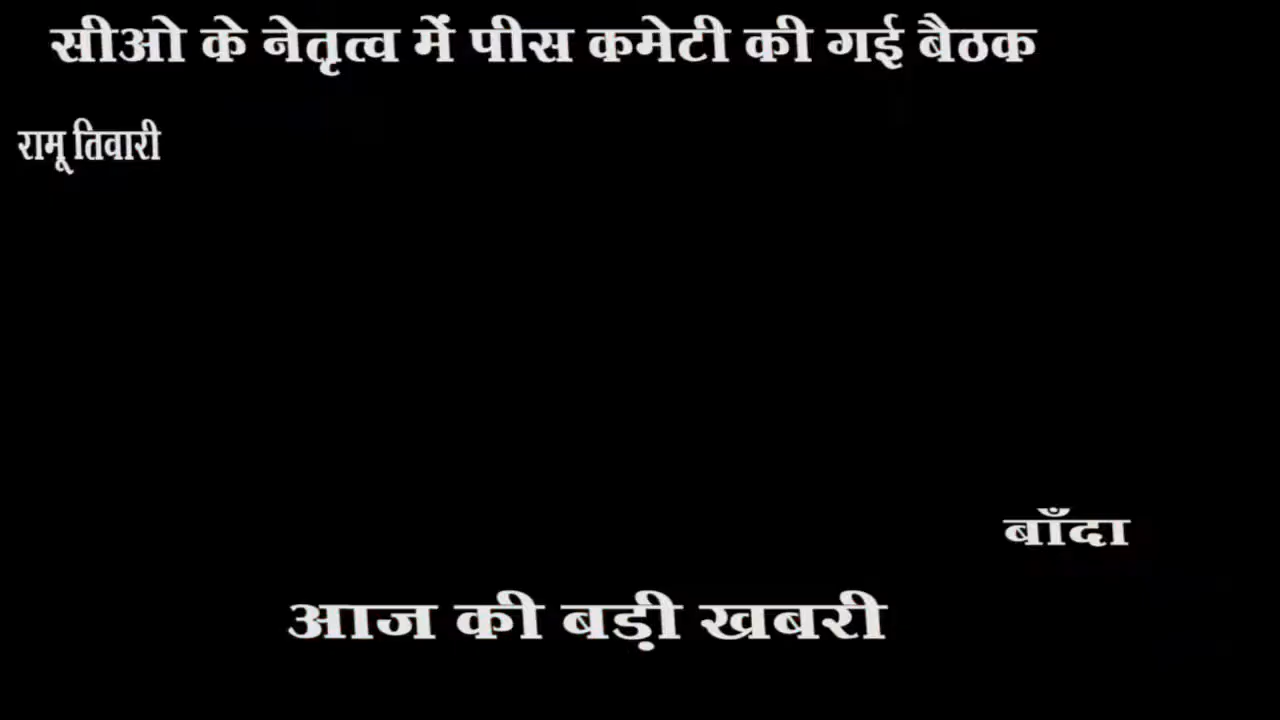 सीओ के नेतृत्व में पीस कमेटी की गई बैठक
रामू तिवारी
बाँदा
आज की बड़ी खबरी